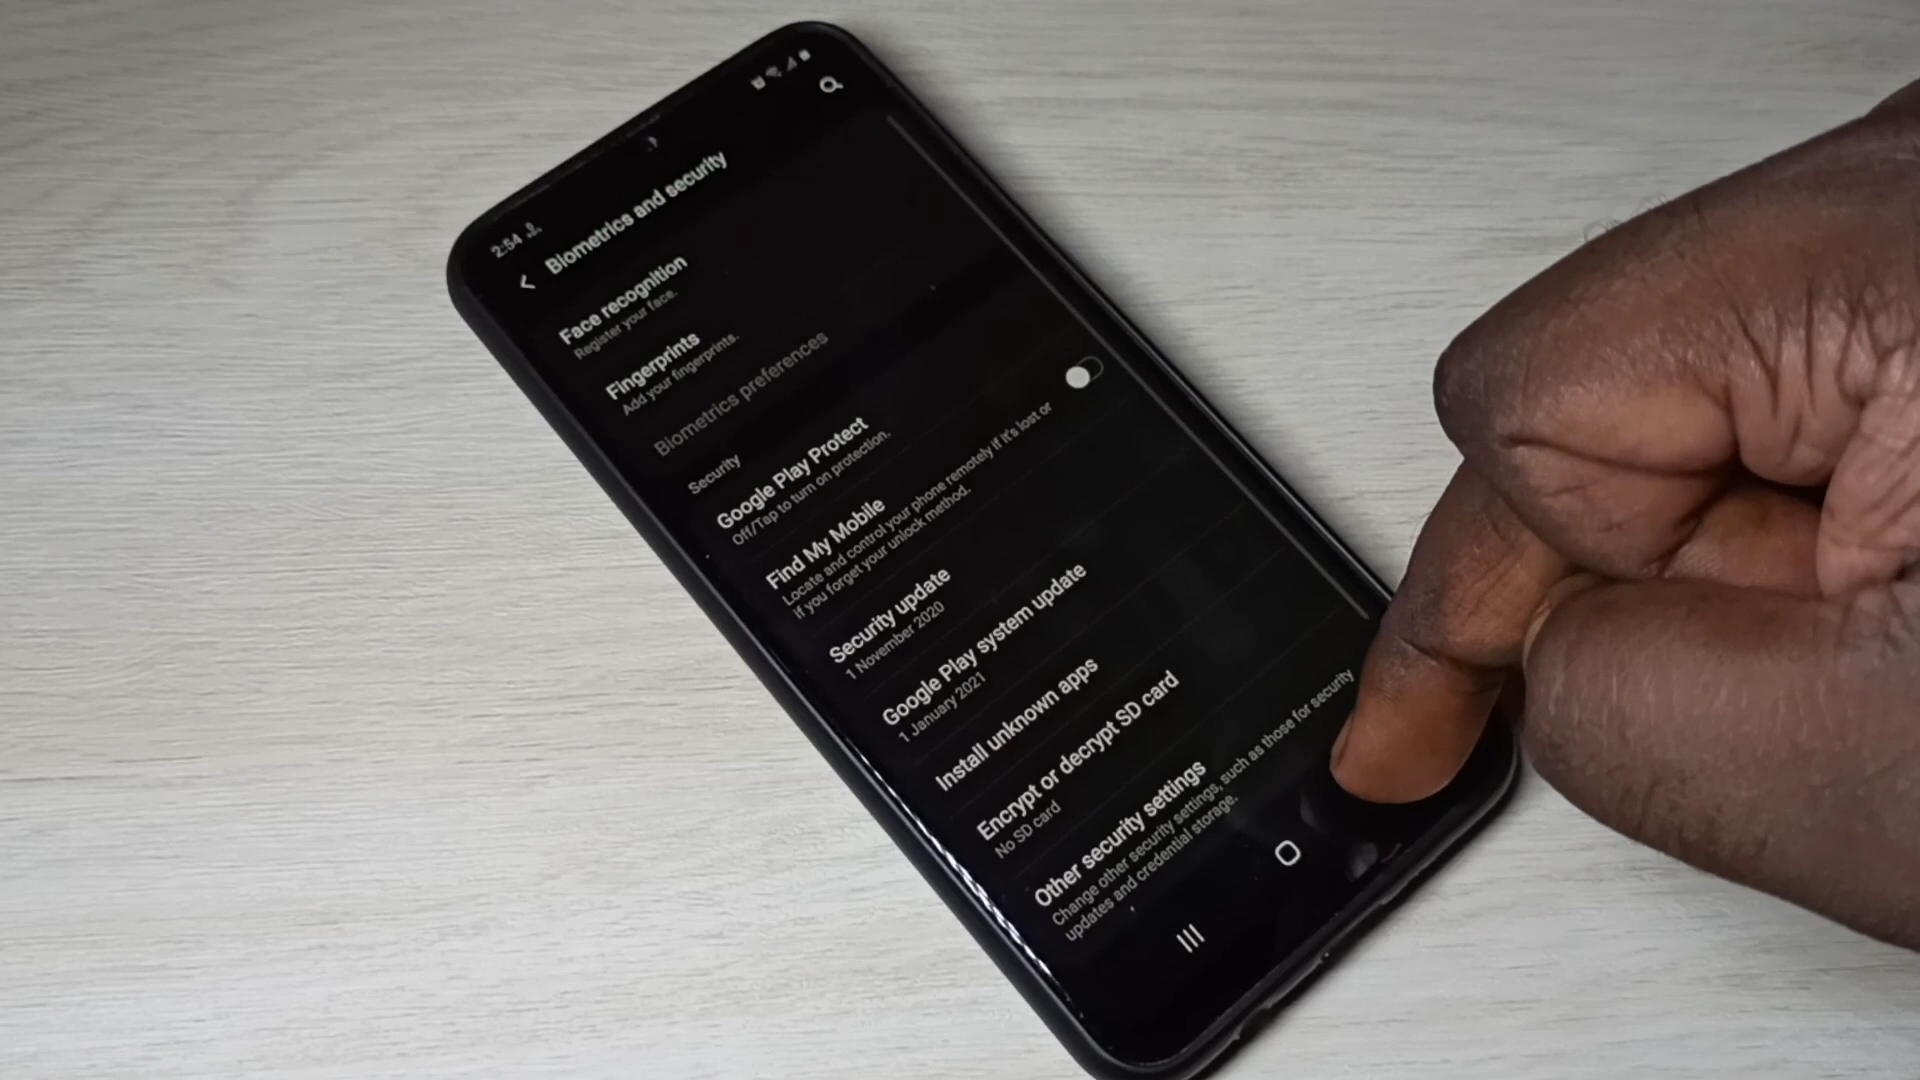 2:54
Biometrics and security
Face recognition
Register your face.
Fingerprints
Add your fingerprints.
Biometrics preferences
Security
Google Play Protect
Off/Tap to turn on protection.
Find My Mobile
Locate and control your phone remotely if it's lost or
if you forget your unlock method.
Security update
1 November 2020
Google Play system update
1 January 2021
Install unknown apps
Encrypt or decrypt SD card
No SD card
Other security settings
Change other security settings, such as those for security
updates and credential storage.